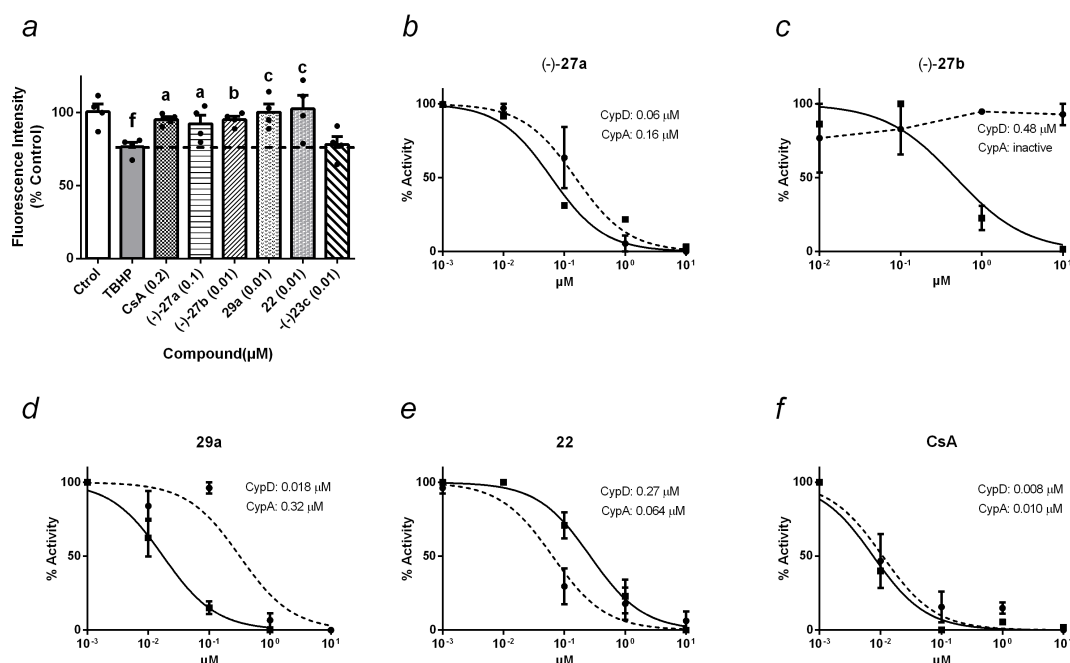 a
Fluorescence Intensity
(% Control)
100
50
0
f
a
a
b
c
c
Ctrol
TBHP
CsA (0.2)
(-)-27a (0.1)
(-)-27b (0.01)
29a (0.01)
22 (0.01)
-(-)23c (0.01)
Compound(µM)
b
(-)-27a
% Activity
100
50
0
CypD: 0.06 µM
CypA: 0.16 µM
10-3
10-2
10-1
100
101
µM
c
(-)-27b
% Activity
100
50
0
CypD: 0.48 µM
CypA: inactive
10-2
10-1
100
101
µM
d
29a
% Activity
100
50
0
CypD: 0.018 µM
CypA: 0.32 µM
10-3
10-2
10-1
100
101
µM
e
22
% Activity
100
50
0
CypD: 0.27 µM
CypA: 0.064 µM
10-3
10-2
10-1
100
101
µM
f
CsA
% Activity
100
50
0
CypD: 0.008 µM
CypA: 0.010 µM
10-3
10-2
10-1
100
101
µM